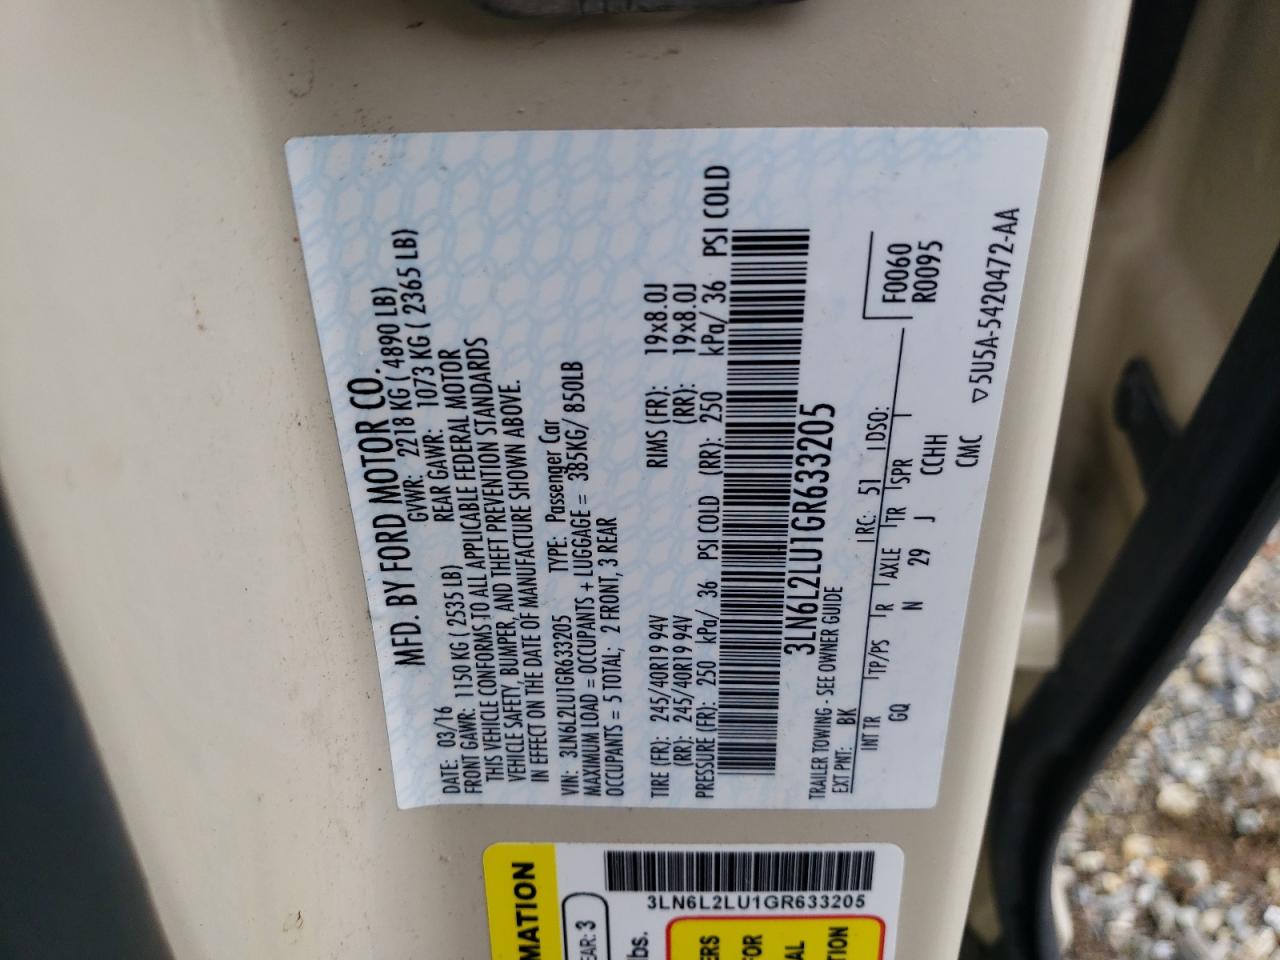 MFD. BY FORD MOTOR CO.
DATE: 03/16 GVWR: 2218 KG ( 4890 LB)
FRONT GAWR: 1150 KG ( 2535 LB) REAR GAWR: 1073 KG ( 2365 LB)
THIS VEHICLE CONFORMS TO ALL APPLICABLE FEDERAL MOTOR
VEHICLE SAFETY, BUMPER, AND THEFT PREVENTION STANDARDS
IN EFFECT ON THE DATE OF MANUFACTURE SHOWN ABOVE.
VIN: 3LN6L2LU1GR633205 TYPE: Passenger Car
MAXIMUM LOAD = OCCUPANTS + LUGGAGE = 385KG/ 850LB
OCCUPANTS = 5 TOTAL; 2 FRONT, 3 REAR
TIRE (FR): 245/40R19 94V RIMS (FR): 19x8.0J
(RR): 245/40R19 94V (RR): 19x8.0J
PRESSURE (FR): 250 kPa/ 36 PSI COLD (RR): 250 kPa/ 36 PSI COLD
3LN6L2LU1GR633205
TRAILER TOWING - SEE OWNER GUIDE F0060
EXT PNT: BK RC: 51 DSO: R0095
INT TR TP/PS R AXLE TR SPR
GQ N 29 J CCHH
CMC
▽5U5A-5420472-AA
3LN6L2LU1GR633205
MATION
EAR: 3
lbs.
ERS
FOR
AL
TION